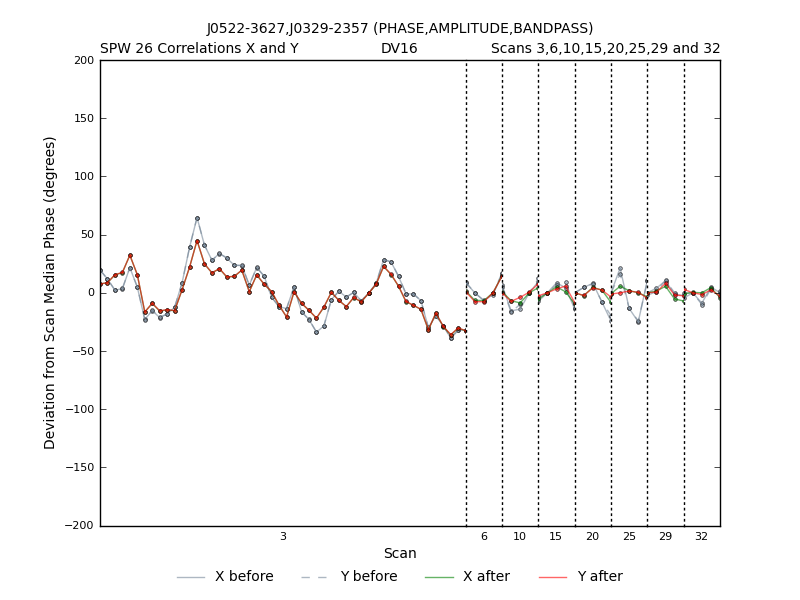 J0522-3627,J0329-2357 (PHASE,AMPLITUDE,BANDPASS)
SPW 26 Correlations X and Y DV16 Scans 3,6,10,15,20,25,29 and 32
200
150
100
50
0
−50
−100
−150
−200
Deviation from Scan Median Phase (degrees)
3 6 10 15 20 25 29 32
Scan
X before Y before X after Y after